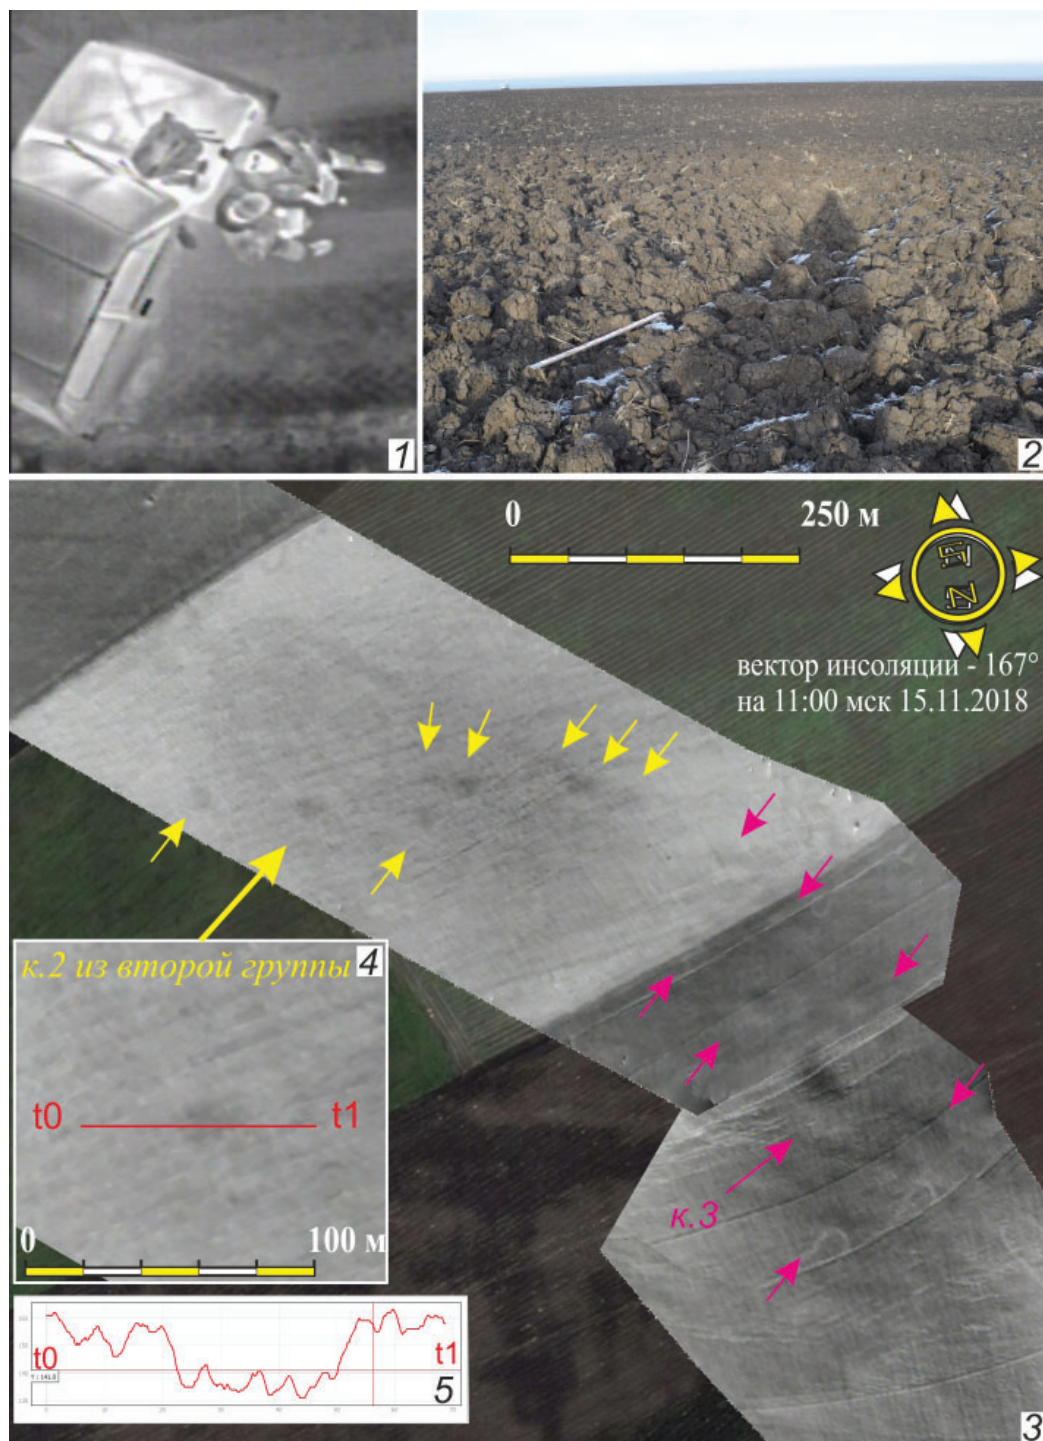 1
2
0
250 м
вектор инсоляции - 167°
на 11:00 мск 15.11.2018
к.2 из второй группы
4
t0
t1
0
100 м
к.3
t0
t1
5
3